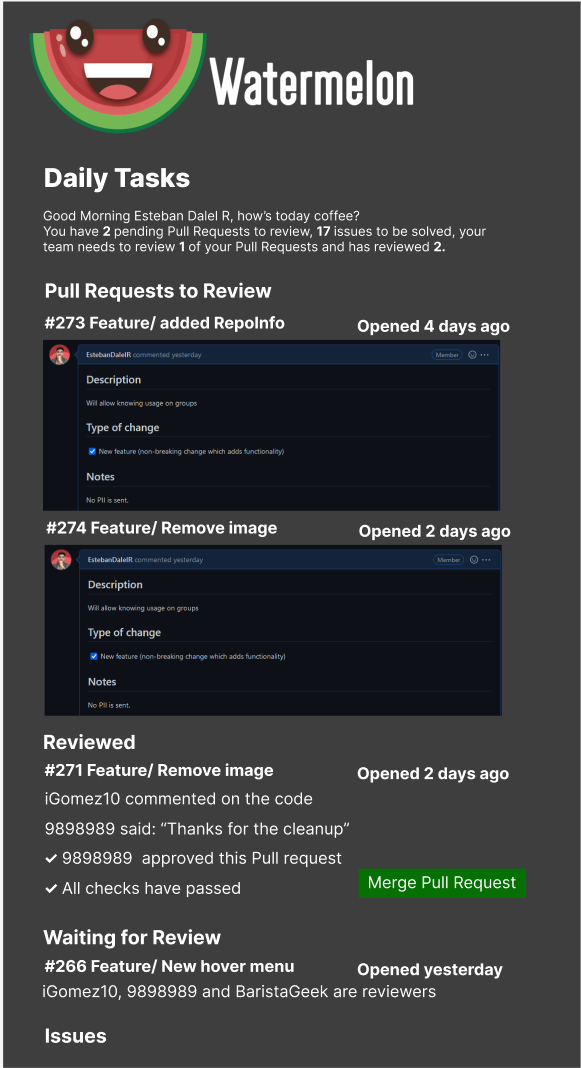 Watermelon
Daily Tasks
Good Morning Esteban Dalel R, how’s today coffee?
You have 2 pending Pull Requests to review, 17 issues to be solved, your
team needs to review 1 of your Pull Requests and has reviewed 2.
Pull Requests to Review
#273 Feature/ added RepoInfo
Opened 4 days ago
EstebanDalelR commented yesterday
Member
Description
Will allow knowing usage on groups
Type of change
New feature (non-breaking change which adds functionality)
Notes
No PII is sent.
#274 Feature/ Remove image
Opened 2 days ago
EstebanDalelR commented yesterday
Member
Description
Will allow knowing usage on groups
Type of change
New feature (non-breaking change which adds functionality)
Notes
No PII is sent.
Reviewed
#271 Feature/ Remove image
Opened 2 days ago
iGomez10 commented on the code
9898989 said: “Thanks for the cleanup”
✓ 9898989 approved this Pull request
✓ All checks have passed
Merge Pull Request
Waiting for Review
#266 Feature/ New hover menu
Opened yesterday
iGomez10, 9898989 and BaristaGeek are reviewers
Issues